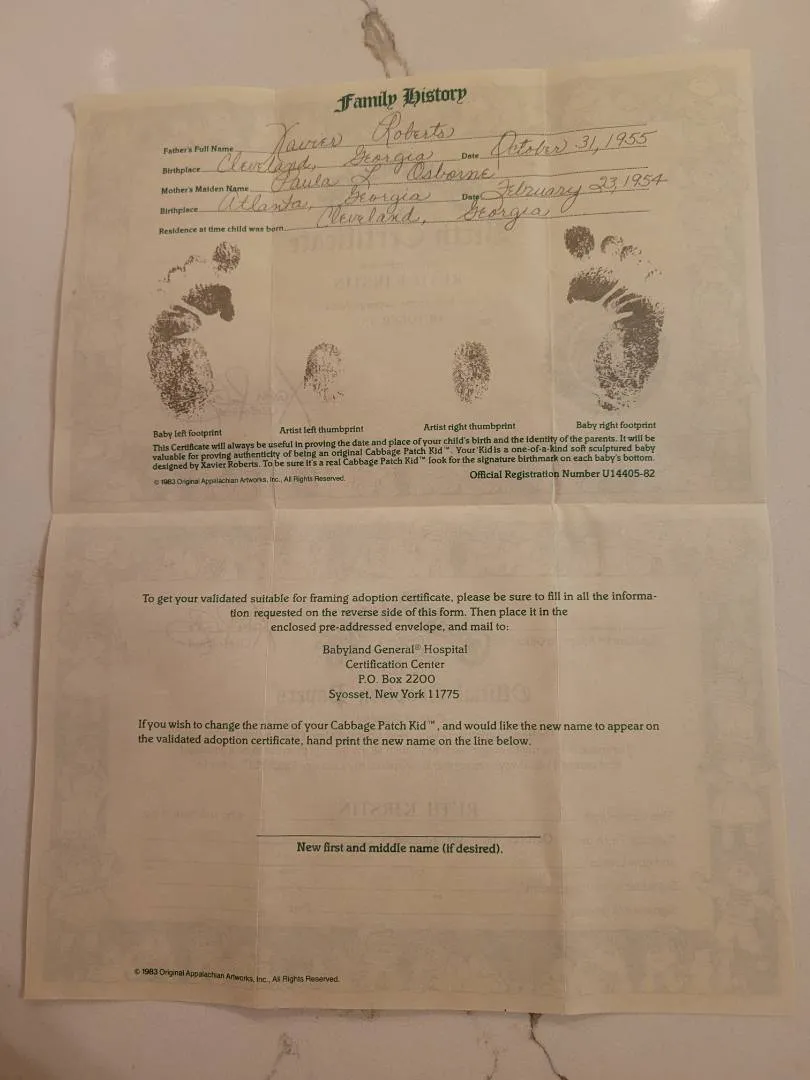 Family History
Father's Full Name Xavier Roberts
Birthplace Cleveland, Georgia Date October 31, 1955
Mother's Maiden Name Paula L Osborne
Birthplace Atlanta, Georgia Date February 23, 1954
Residence at time child was born Cleveland, Georgia
Baby left footprint Artist left thumbprint Artist right thumbprint Baby right footprint
This Certificate will always be useful in proving the date and place of your child's birth and the identity of the parents. It will be
valuable for proving authenticity of being an original Cabbage Patch Kid™. Your 'Kid is a one-of-a-kind soft sculptured baby
designed by Xavier Roberts. To be sure it's a real Cabbage Patch Kid™ look for the signature birthmark on each baby's bottom.
© 1983 Original Appalachian Artworks, Inc., All Rights Reserved. Official Registration Number U14405-82
To get your validated suitable for framing adoption certificate, please be sure to fill in all the informa-
tion requested on the reverse side of this form. Then place it in the
enclosed pre-addressed envelope, and mail to:
Babyland General® Hospital
Certification Center
P.O. Box 2200
Syosset, New York 11775
If you wish to change the name of your Cabbage Patch Kid™, and would like the new name to appear on
the validated adoption certificate, hand print the new name on the line below.
New first and middle name (if desired).
© 1983 Original Appalachian Artworks, Inc., All Rights Reserved.